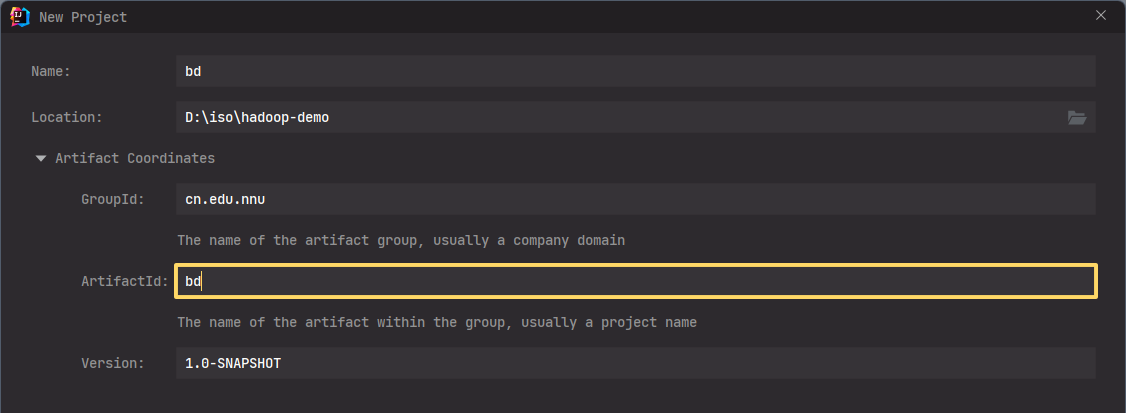 New Project
Name: bd
Location: D:\iso\hadoop-demo
Artifact Coordinates
GroupId: cn.edu.nnu
The name of the artifact group, usually a company domain
ArtifactId: bd
The name of the artifact within the group, usually a project name
Version: 1.0-SNAPSHOT